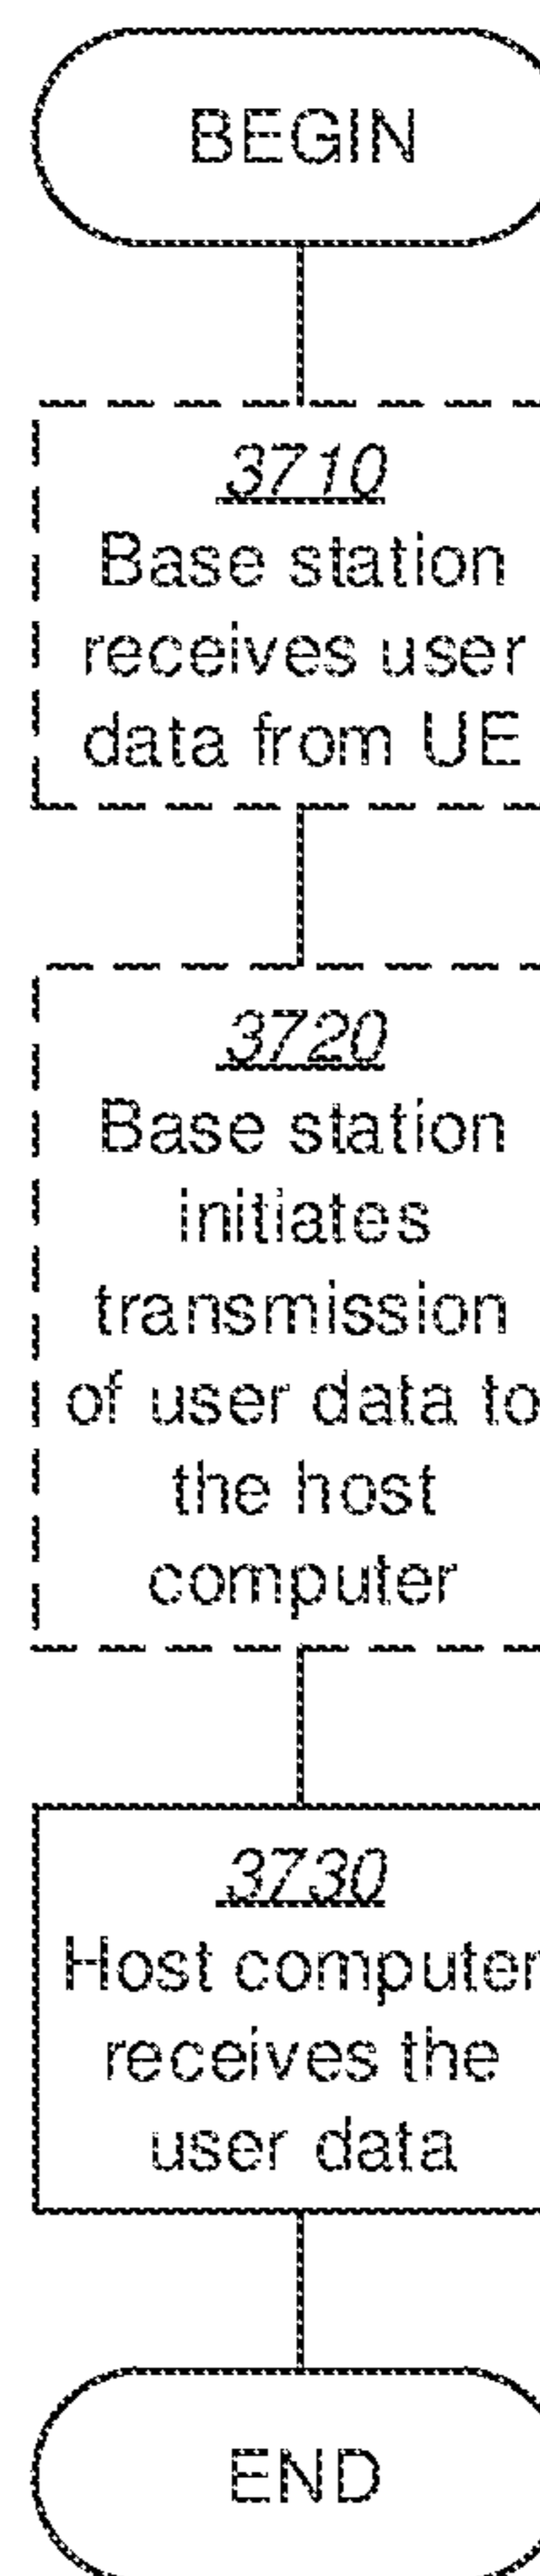 BEGIN
3710
Base station
receives user
data from UE
3720
Base station
initiates
transmission
of user data to
the host
computer
3730
Host computer
receives the
user data
END